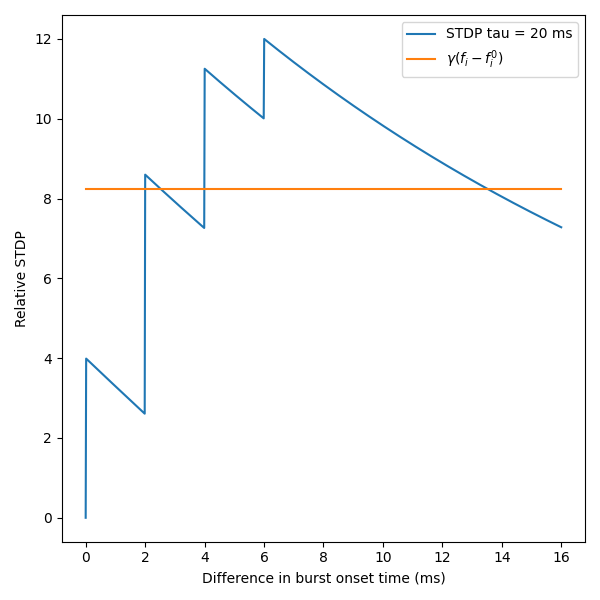 STDP tau = 20 ms
γ(f_i − f_i^0)
12
10
8
6
4
2
0
Relative STDP
0 2 4 6 8 10 12 14 16
Difference in burst onset time (ms)